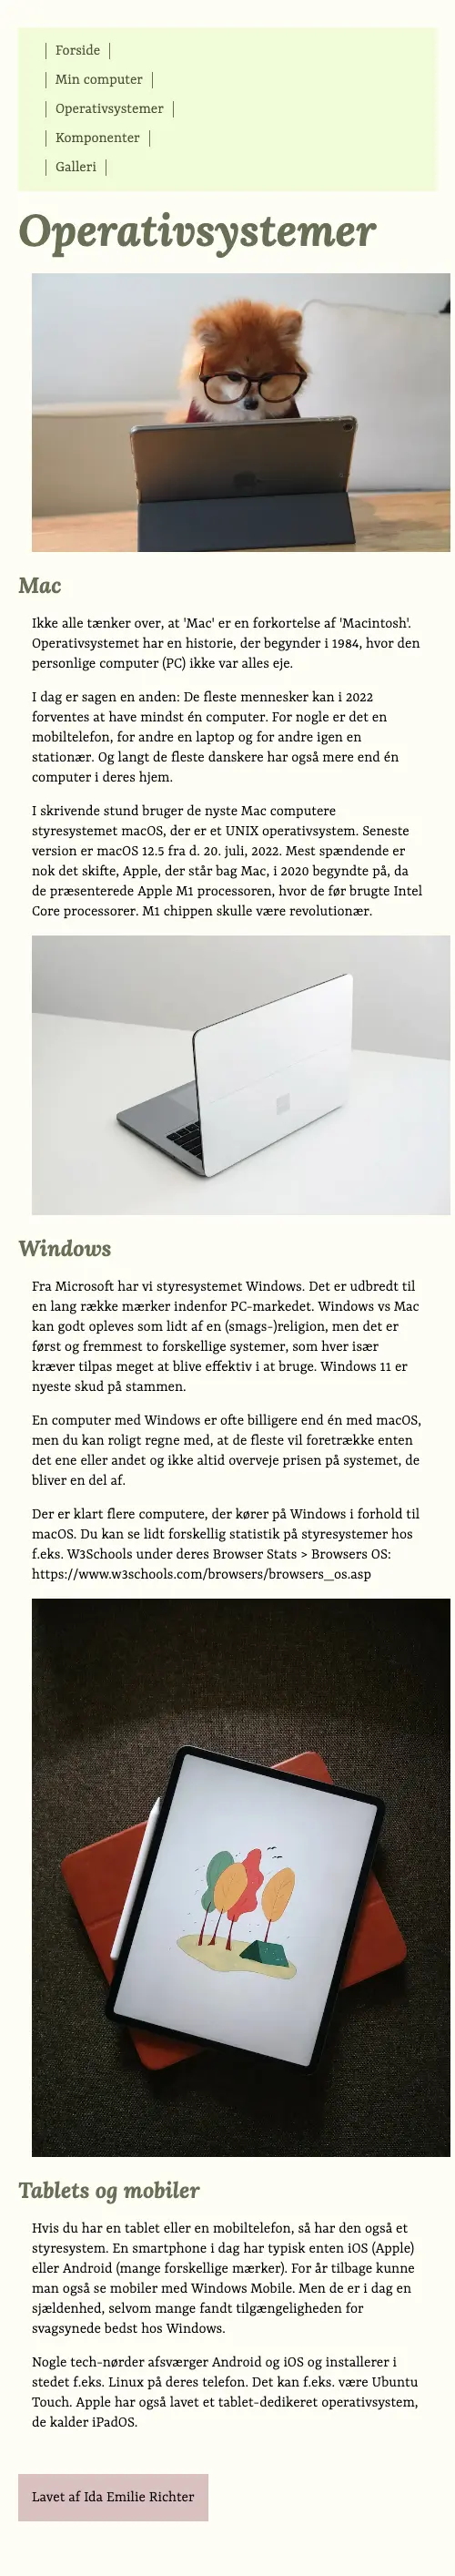 Forside
Min computer
Operativsystemer
Komponenter
Galleri
Operativsystemer
Mac
Ikke alle tænker over, at 'Mac' er en forkortelse af 'Macintosh'.
Operativsystemet har en historie, der begynder i 1984, hvor den
personlige computer (PC) ikke var alles eje.
I dag er sagen en anden: De fleste mennesker kan i 2022
forventes at have mindst én computer. For nogle er det en
mobiltelefon, for andre en laptop og for andre igen en
stationær. Og langt de fleste danskere har også mere end én
computer i deres hjem.
I skrivende stund bruger de nyste Mac computere
styresystemet macOS, der er et UNIX operativsystem. Seneste
version er macOS 12.5 fra d. 20. juli, 2022. Mest spændende er
nok det skifte, Apple, der står bag Mac, i 2020 begyndte på, da
de præsenterede Apple M1 processoren, hvor de før brugte Intel
Core processorer. M1 chippen skulle være revolutionær.
Windows
Fra Microsoft har vi styresystemet Windows. Det er udbredt til
en lang række mærker indenfor PC-markedet. Windows vs Mac
kan godt opleves som lidt af en (smags-)religion, men det er
først og fremmest to forskellige systemer, som hver især
kræver tilpas meget at blive effektiv i at bruge. Windows 11 er
nyeste skud på stammen.
En computer med Windows er ofte billigere end én med macOS,
men du kan roligt regne med, at de fleste vil foretrække enten
det ene eller andet og ikke altid overveje prisen på systemet, de
bliver en del af.
Der er klart flere computere, der kører på Windows i forhold til
macOS. Du kan se lidt forskellig statistik på styresystemer hos
f.eks. W3Schools under deres Browser Stats > Browsers OS:
https://www.w3schools.com/browsers/browsers_os.asp
Tablets og mobiler
Hvis du har en tablet eller en mobiltelefon, så har den også et
styresystem. En smartphone i dag har typisk enten iOS (Apple)
eller Android (mange forskellige mærker). For år tilbage kunne
man også se mobiler med Windows Mobile. Men de er i dag en
sjældenhed, selvom mange fandt tilgængeligheden for
svagsynede bedst hos Windows.
Nogle tech-nørder afsværger Android og iOS og installerer i
stedet f.eks. Linux på deres telefon. Det kan f.eks. være Ubuntu
Touch. Apple har også lavet et tablet-dedikeret operativsystem,
de kalder iPadOS.
Lavet af Ida Emilie Richter